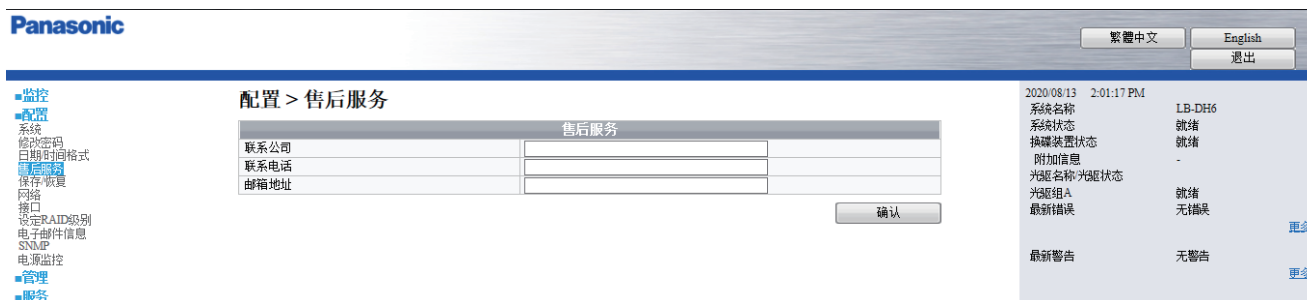 Panasonic
繁體中文
English
退出
■监控
■配置
系统
修改密码
日期/时间格式
售后服务
保存/恢复
网络
接口
设定RAID级别
电子邮件信息
SNMP
电源监控
■管理
■服务
配置 > 售后服务
售后服务
联系公司
联系电话
邮箱地址
确认
2020/08/13 2:01:17 PM
系统名称 LB-DH6
系统状态 就绪
换碟装置状态 就绪
附加信息 -
光驱名称/光驱状态
光驱组A 就绪
最新错误 无错误
更多
最新警告 无警告
更多